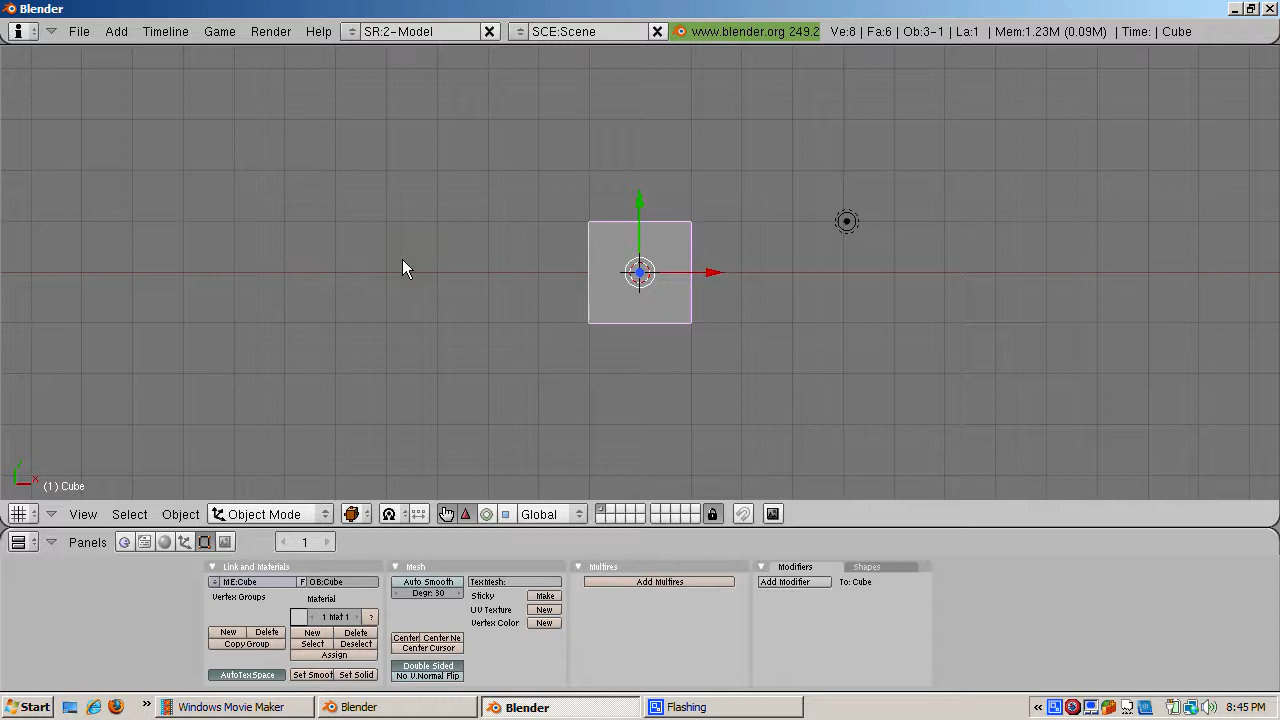 Blender
File Add Timeline Game Render Help SR:2-Model SCE:Scene www.blender.org 249.2 Ve:8 | Fa:6 | Ob:3-1 | La:1 | Mem:1.23M (0.09M) | Time: | Cube
(1) Cube
View Select Object Object Mode Global
Panels 1
Link and Materials Mesh Multires Modifiers Shapes
ME:Cube F OB:Cube Auto Smooth TexMesh: Add Multires Add Modifier To: Cube
Vertex Groups Material Degr: 30 Sticky Make
1 Mat 1 ? UV Texture New
Vertex Color New
New Delete New Delete Center Center Ne
Copy Group Select Deselect Center Cursor
Assign
Double Sided
AutoTexSpace Set Smoot Set Solid No V.Normal Flip
Start Windows Movie Maker Blender Blender Flashing 8:45 PM